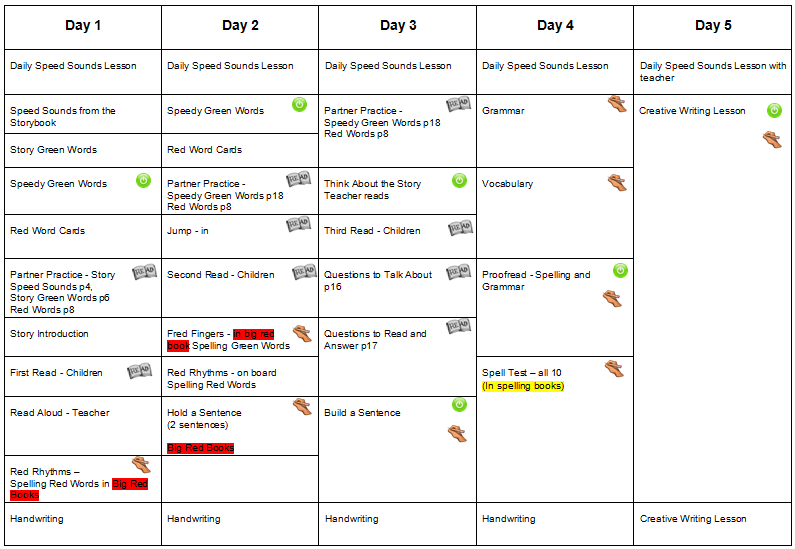 Day 1
Day 2
Day 3
Day 4
Day 5
Daily Speed Sounds Lesson
Daily Speed Sounds Lesson
Daily Speed Sounds Lesson
Daily Speed Sounds Lesson
Daily Speed Sounds Lesson with
teacher
Speed Sounds from the
Storybook
Speedy Green Words
Partner Practice -
Speedy Green Words p18
Red Words p8
READ
Grammar
Creative Writing Lesson
Story Green Words
Red Word Cards
Speedy Green Words
Partner Practice -
Speedy Green Words p18
Red Words p8
READ
Think About the Story
Teacher reads
Vocabulary
Red Word Cards
Jump - in
READ
Third Read - Children
READ
Partner Practice - Story
Speed Sounds p4,
Story Green Words p6
Red Words p8
READ
Second Read - Children
READ
Questions to Talk About
p16
READ
Proofread - Spelling and
Grammar
Story Introduction
Fred Fingers - in big red
book Spelling Green Words
Questions to Read and
Answer p17
READ
First Read - Children
READ
Red Rhythms - on board
Spelling Red Words
Spell Test – all 10
(In spelling books)
Read Aloud - Teacher
Hold a Sentence
(2 sentences)
Big Red Books
Build a Sentence
Red Rhythms –
Spelling Red Words in Big Red
Books
Handwriting
Handwriting
Handwriting
Handwriting
Creative Writing Lesson